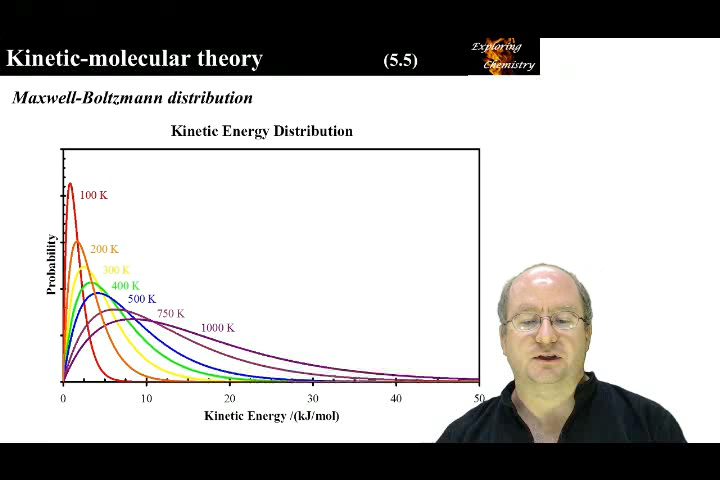 Kinetic-molecular theory (5.5)
Exploring
Chemistry
Maxwell-Boltzmann distribution
Kinetic Energy Distribution
100 K
200 K
300 K
400 K
500 K
750 K
1000 K
Probability
0 10 20 30 40 50
Kinetic Energy /(kJ/mol)